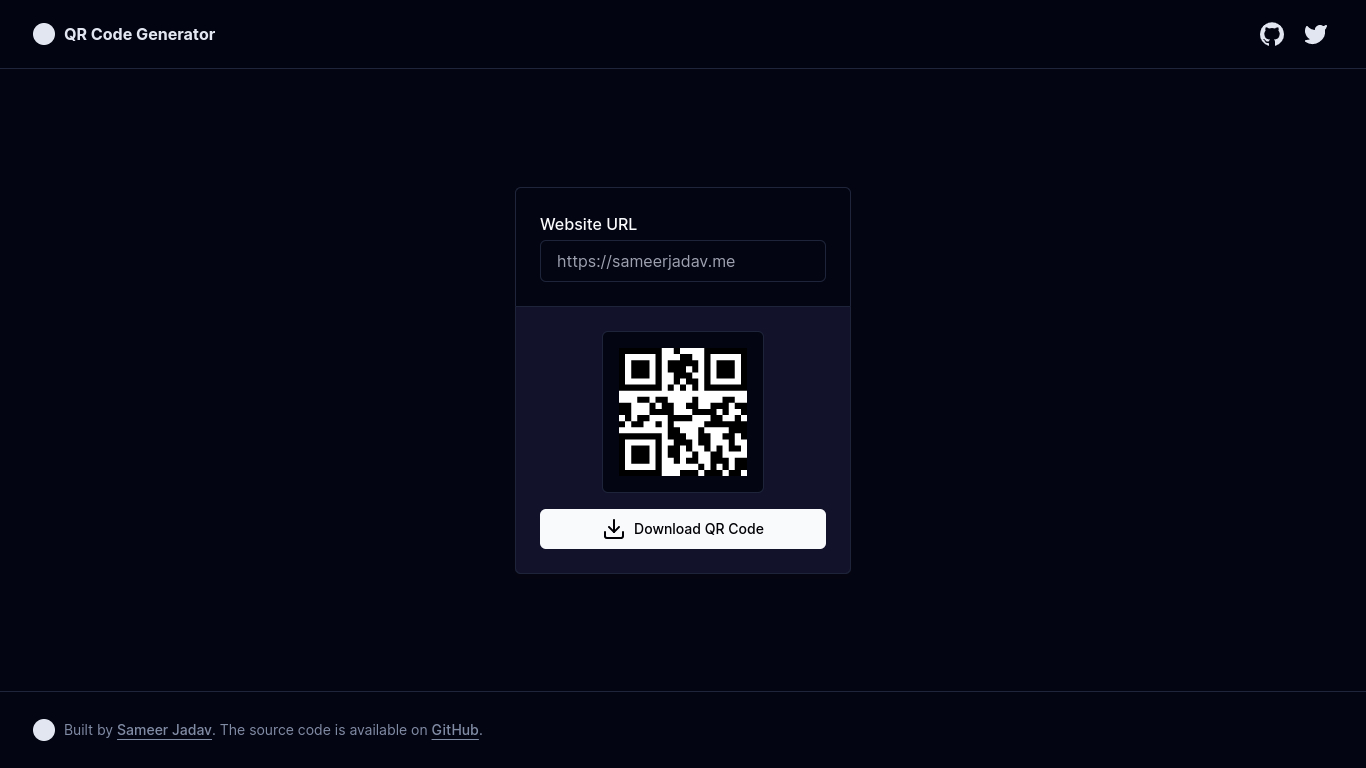 QR Code Generator
Website URL
https://sameerjadav.me
Download QR Code
Built by Sameer Jadav. The source code is available on GitHub.